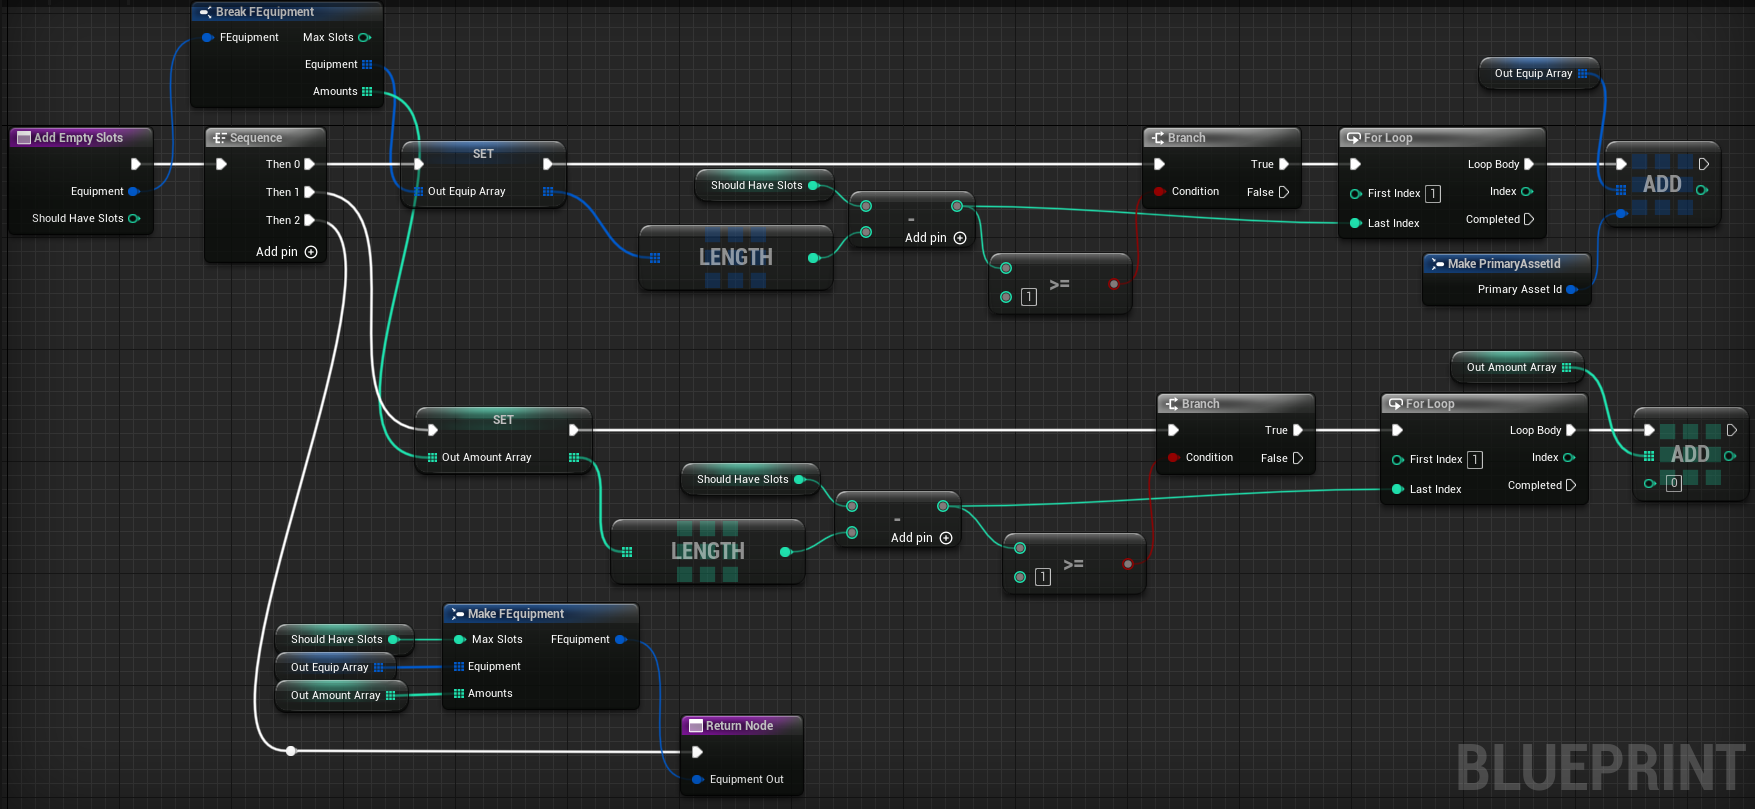 Break FEquipment
FEquipment
Max Slots
Equipment
Amounts
Add Empty Slots
Equipment
Should Have Slots
Sequence
Then 0
Then 1
Then 2
Add pin
SET
Out Equip Array
Should Have Slots
LENGTH
-
Add pin
>=
1
Branch
True
Condition
False
For Loop
Loop Body
First Index 1
Index
Last Index
Completed
Out Equip Array
ADD
Make PrimaryAssetId
Primary Asset Id
SET
Out Amount Array
Should Have Slots
LENGTH
-
Add pin
>=
1
Branch
True
Condition
False
For Loop
Loop Body
First Index 1
Index
Last Index
Completed
Out Amount Array
ADD
0
Should Have Slots
Out Equip Array
Out Amount Array
Make FEquipment
Max Slots
FEquipment
Equipment
Amounts
Return Node
Equipment Out
BLUEPRINT